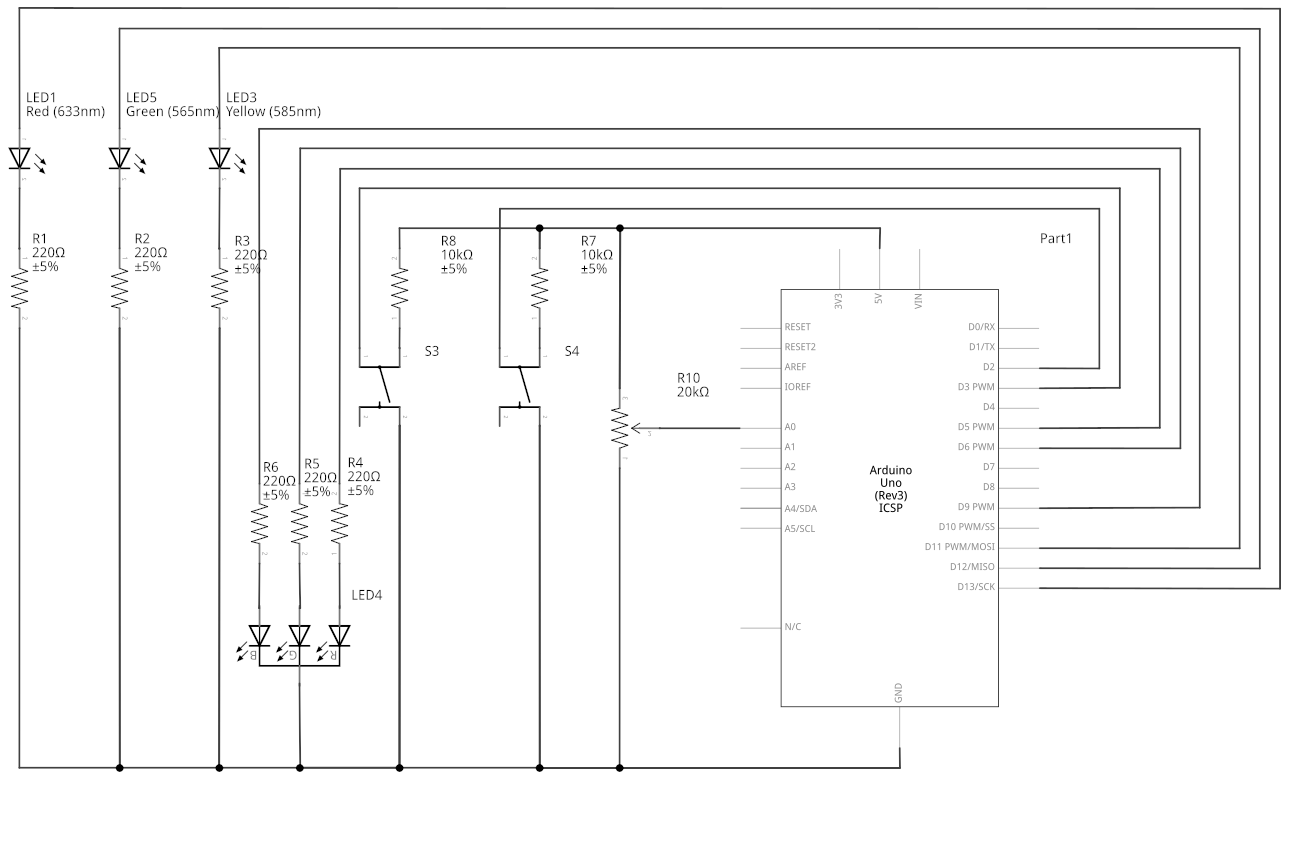 LED1
Red (633nm)
LED5
Green (565nm)
LED3
Yellow (585nm)
R1
220Ω
±5%
R2
220Ω
±5%
R3
220Ω
±5%
R8
10kΩ
±5%
R7
10kΩ
±5%
Part1
S3
S4
R10
20kΩ
R6
220Ω
±5%
R5
220Ω
±5%
R4
220Ω
±5%
LED4
B
G
R
3V3
5V
VIN
RESET
RESET2
AREF
IOREF
A0
A1
A2
A3
A4/SDA
A5/SCL
N/C
Arduino
Uno
(Rev3)
ICSP
D0/RX
D1/TX
D2
D3 PWM
D4
D5 PWM
D6 PWM
D7
D8
D9 PWM
D10 PWM/SS
D11 PWM/MOSI
D12/MISO
D13/SCK
GND